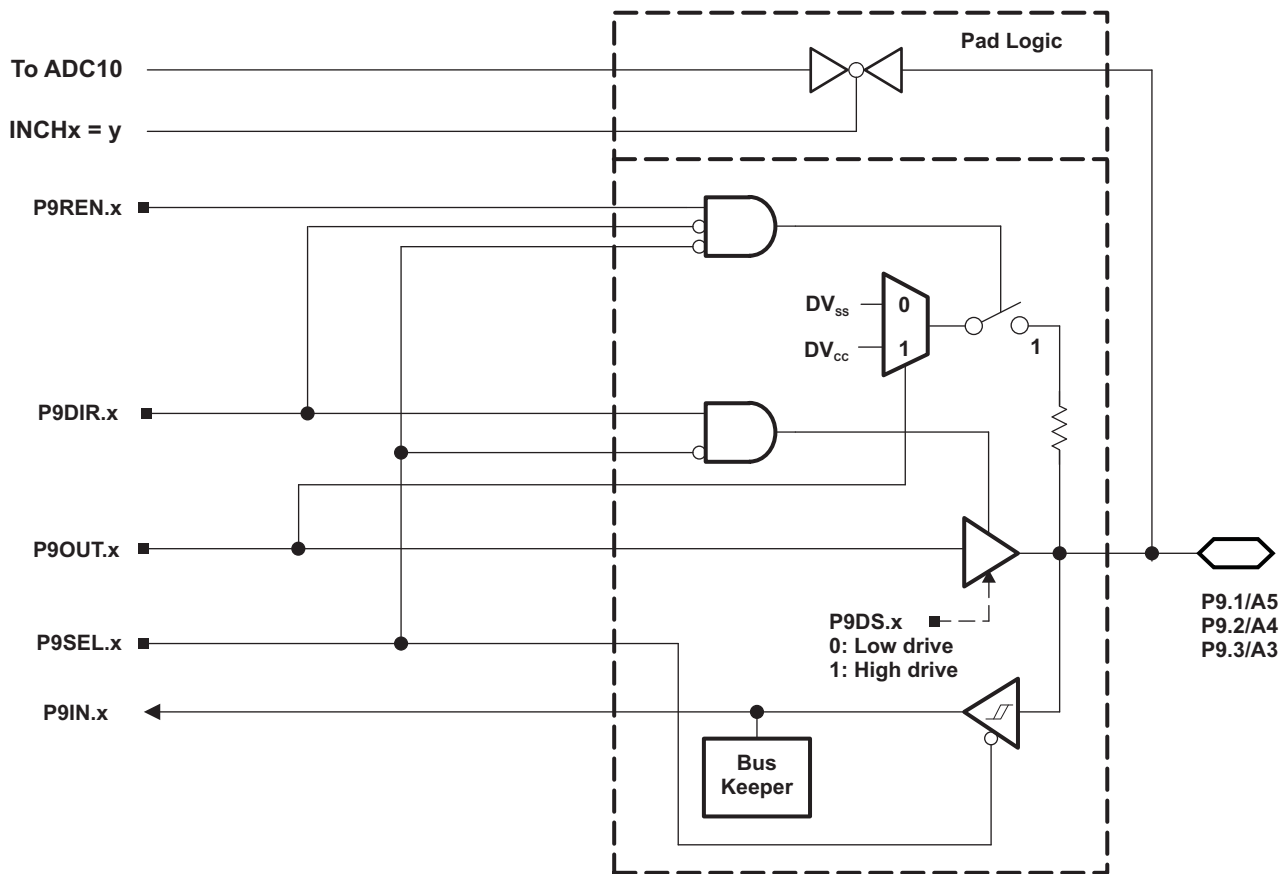 Pad Logic
To ADC10
INCHx = y
P9REN.x
DVss
0
DVcc
1
1
P9DIR.x
P9OUT.x
P9DS.x
0: Low drive
1: High drive
P9.1/A5
P9.2/A4
P9.3/A3
P9SEL.x
P9IN.x
Bus
Keeper